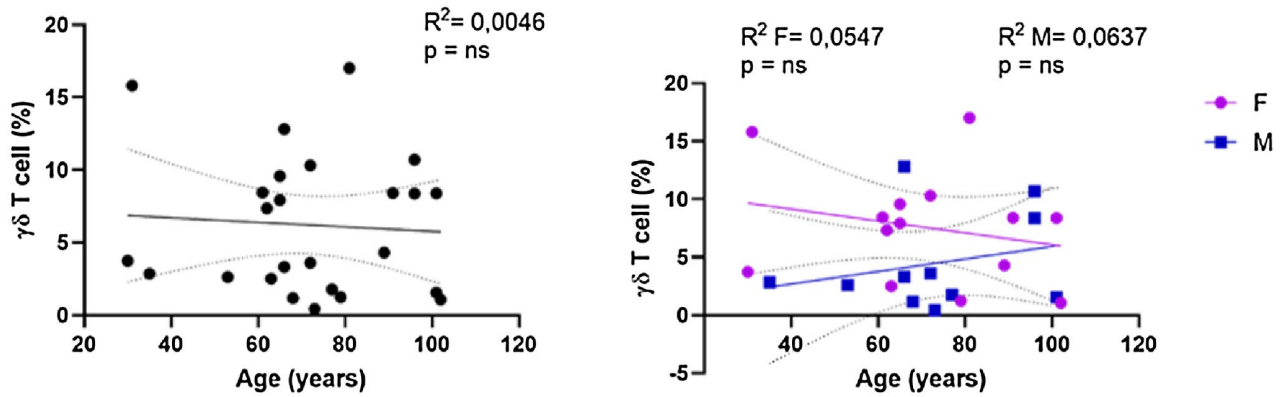 R²= 0,0046
p = ns
20
15
10
5
0
γδ T cell (%)
20 40 60 80 100 120
Age (years)
R² F= 0,0547
p = ns
R² M= 0,0637
p = ns
20
15
10
5
0
-5
γδ T cell (%)
40 60 80 100 120
Age (years)
F
M